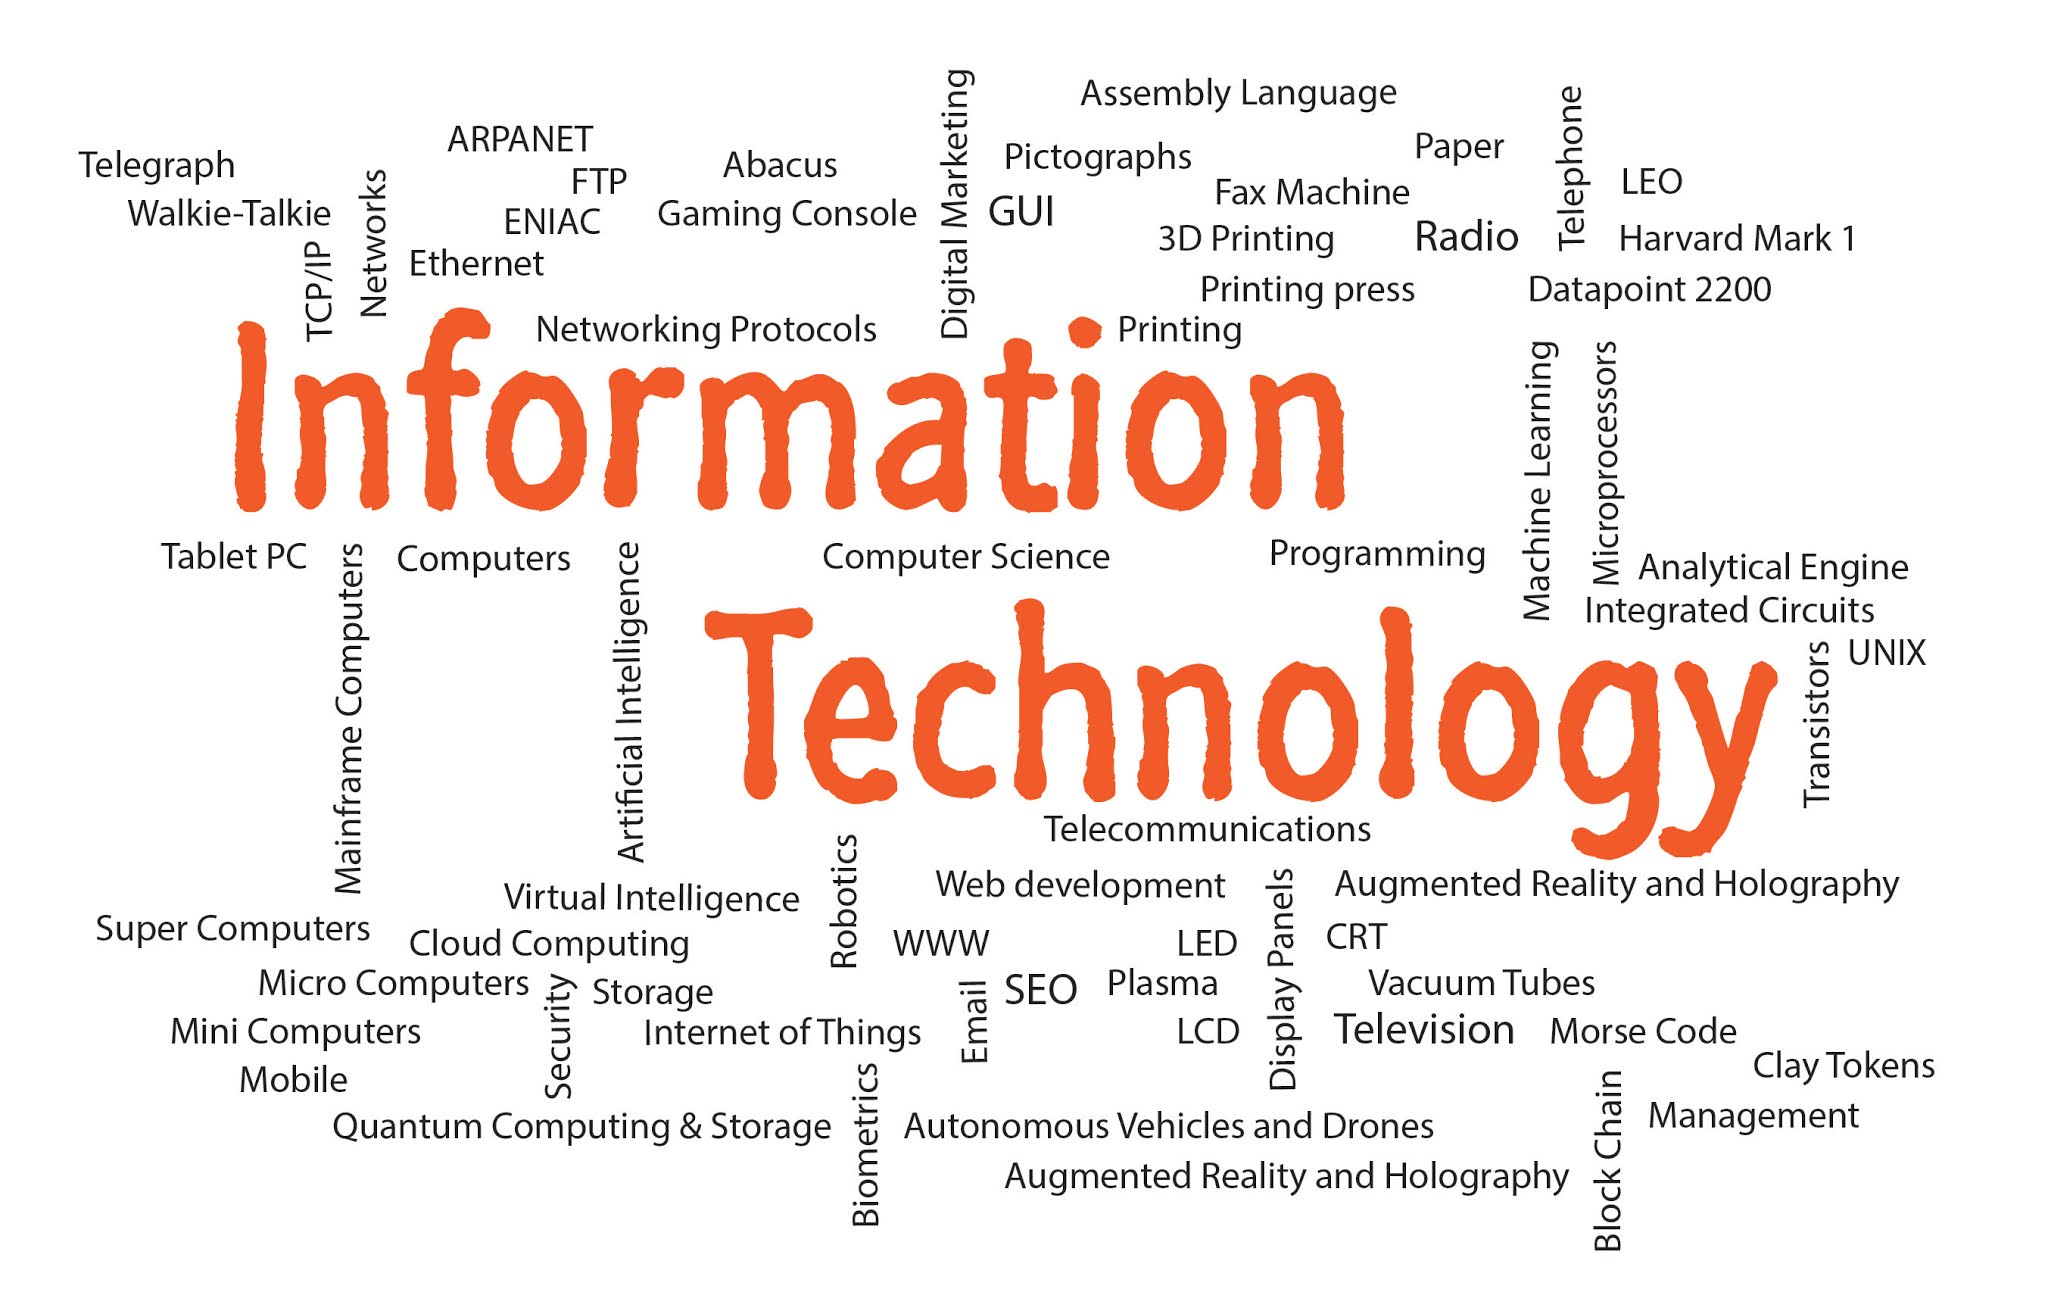 Assembly Language
Digital Marketing
Telephone
ARPANET
Paper
Telegraph
Abacus
Pictographs
Networks
FTP
LEO
Fax Machine
Walkie-Talkie
Gaming Console
GUI
ENIAC
Radio
3D Printing
Harvard Mark 1
TCP/IP
Ethernet
Printing press
Datapoint 2200
Networking Protocols
Printing
Machine Learning
Microprocessors
Information
Tablet PC
Mainframe Computers
Computers
Artificial Intelligence
Computer Science
Programming
Analytical Engine
Integrated Circuits
Transistors
UNIX
Technology
Telecommunications
Robotics
Web development
Display Panels
Augmented Reality and Holography
Virtual Intelligence
Super Computers
Cloud Computing
WWW
LED
CRT
Micro Computers
Security
Storage
Email
SEO
Plasma
Vacuum Tubes
Mini Computers
Internet of Things
LCD
Television
Morse Code
Clay Tokens
Mobile
Biometrics
Block Chain
Management
Quantum Computing & Storage
Autonomous Vehicles and Drones
Augmented Reality and Holography